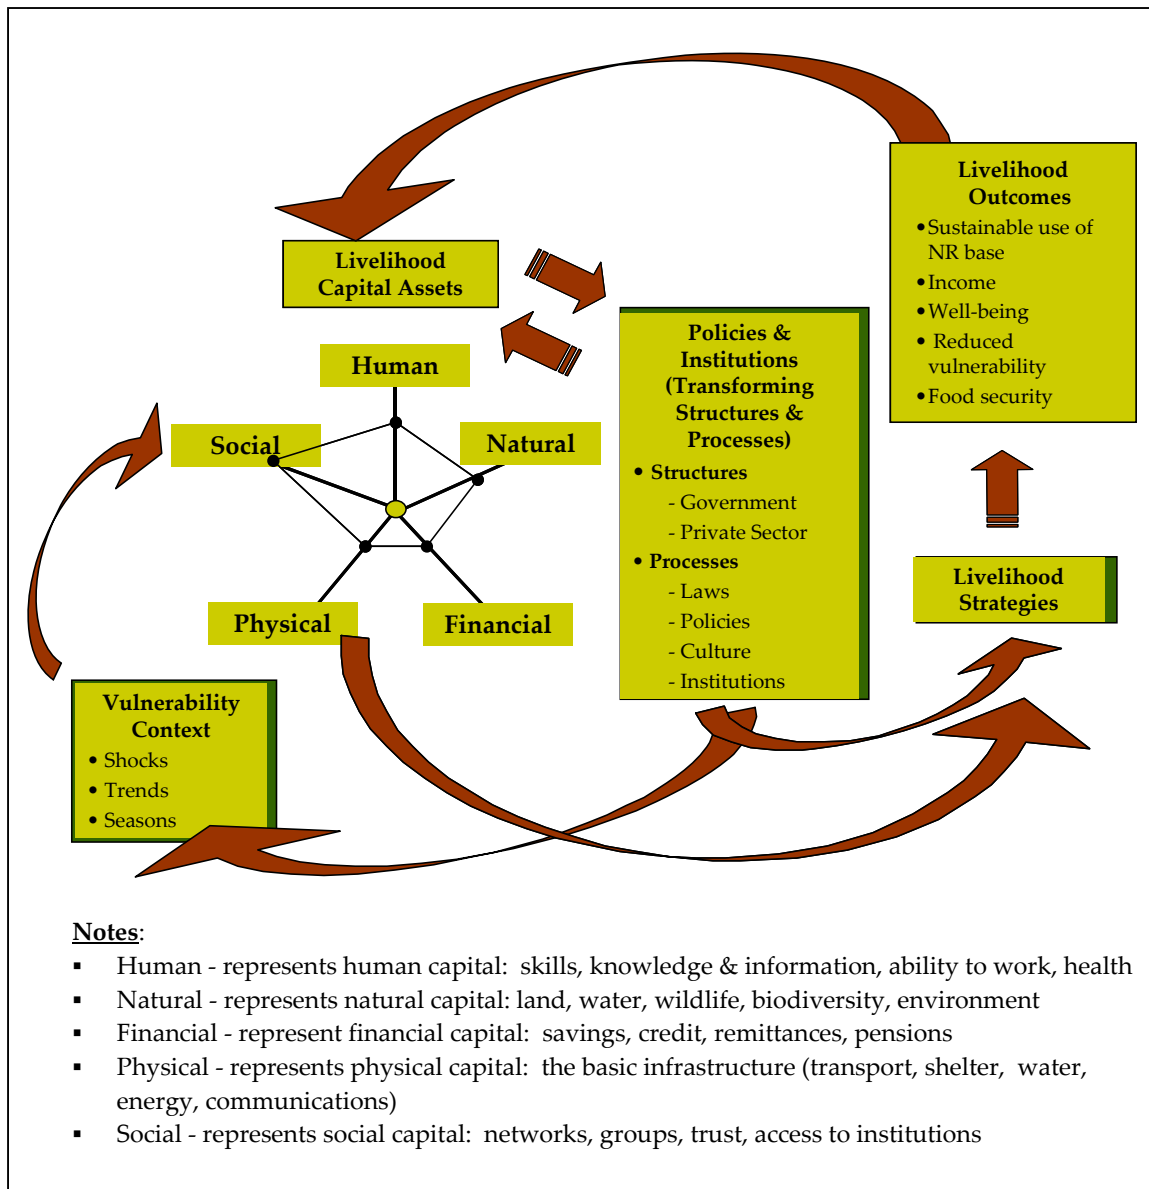 Livelihood
Outcomes
•Sustainable use of
NR base
•Income
•Well-being
• Reduced
vulnerability
•Food security
Livelihood
Capital Assets
Policies &
Institutions
(Transforming
Structures &
Processes)
• Structures
- Government
- Private Sector
• Processes
- Laws
- Policies
- Culture
- Institutions
Human
Social
Natural
Physical
Financial
Livelihood
Strategies
Vulnerability
Context
• Shocks
• Trends
• Seasons
Notes:
▪ Human - represents human capital: skills, knowledge & information, ability to work, health
▪ Natural - represents natural capital: land, water, wildlife, biodiversity, environment
▪ Financial - represent financial capital: savings, credit, remittances, pensions
▪ Physical - represents physical capital: the basic infrastructure (transport, shelter, water,
energy, communications)
▪ Social - represents social capital: networks, groups, trust, access to institutions